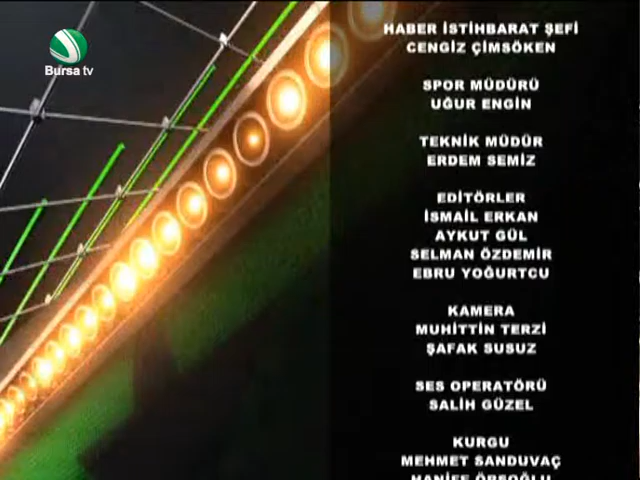 Bursa tv
HABER İSTİHBARAT ŞEFİ
CENGİZ ÇİMSÖKEN
SPOR MÜDÜRÜ
UĞUR ENGİN
TEKNİK MÜDÜR
ERDEM SEMİZ
EDİTÖRLER
İSMAİL ERKAN
AYKUT GÜL
SELMAN ÖZDEMİR
EBRU YOĞURTCU
KAMERA
MUHİTTİN TERZİ
ŞAFAK SUSUZ
SES OPERATÖRÜ
SALİH GÜZEL
KURGU
MEHMET SANDUVAÇ